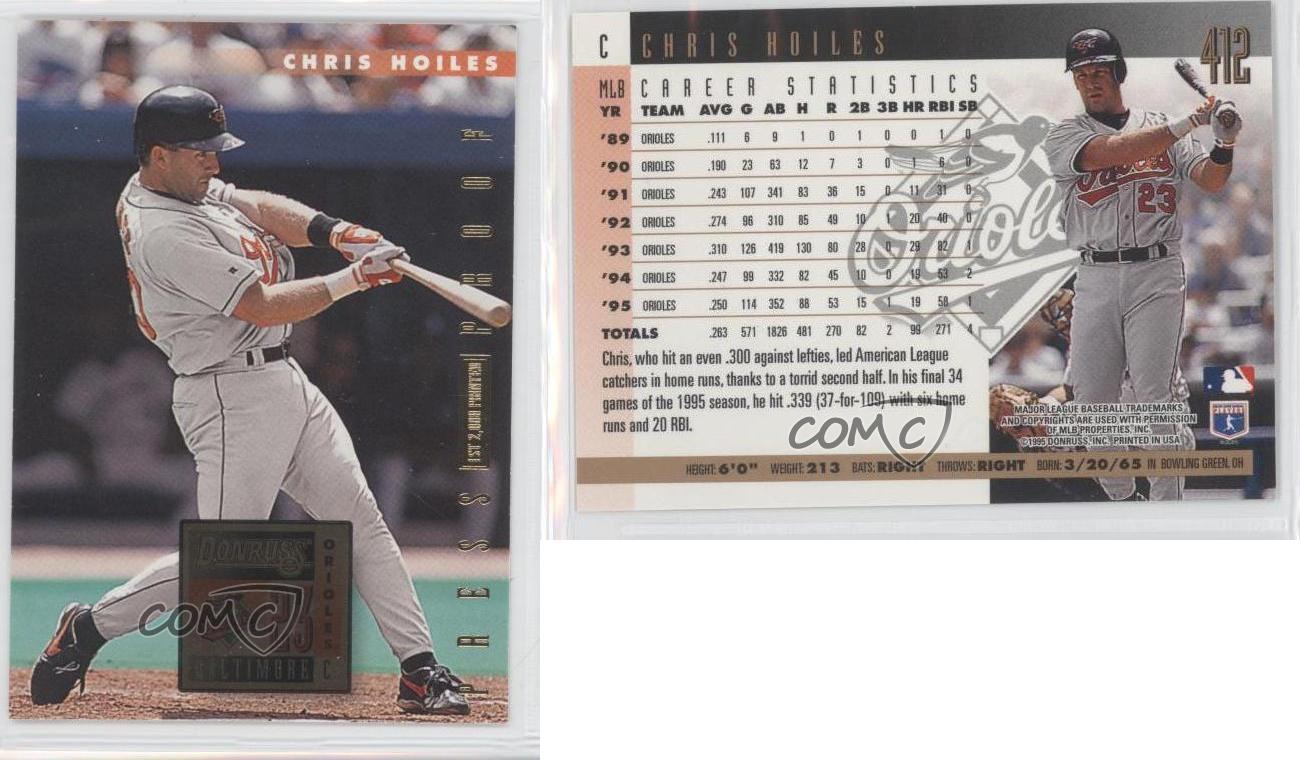 CHRIS HOILES
PRESS PROOF
1ST 2,000 PRINTED
DONRUSS
ORIOLES
23
BALTIMORE C
COMC
C CHRIS HOILES 412
MLB CAREER STATISTICS
YR TEAM AVG G AB H R 2B 3B HR RBI SB
'89 ORIOLES .111 6 9 1 0 1 0 0 1 0
'90 ORIOLES .190 23 63 12 7 3 0 1 6 0
'91 ORIOLES .243 107 341 83 36 15 0 11 31 0
'92 ORIOLES .274 96 310 85 49 10 1 20 40 0
'93 ORIOLES .310 126 419 130 80 28 0 29 82 1
'94 ORIOLES .247 99 332 82 45 10 0 19 53 2
'95 ORIOLES .250 114 352 88 53 15 1 19 58 1
TOTALS .263 571 1826 481 270 82 2 99 271 4
Orioles
Orioles
23
Chris, who hit an even .300 against lefties, led American League
catchers in home runs, thanks to a torrid second half. In his final 34
games of the 1995 season, he hit .339 (37-for-109) with six home
runs and 20 RBI.
COMC
MAJOR LEAGUE BASEBALL TRADEMARKS
AND COPYRIGHTS ARE USED WITH PERMISSION
OF MLB PROPERTIES, INC.
©1995 DONRUSS, INC. PRINTED IN USA
HEIGHT: 6'0" WEIGHT: 213 BATS: RIGHT THROWS: RIGHT BORN: 3/20/65 IN BOWLING GREEN, OH